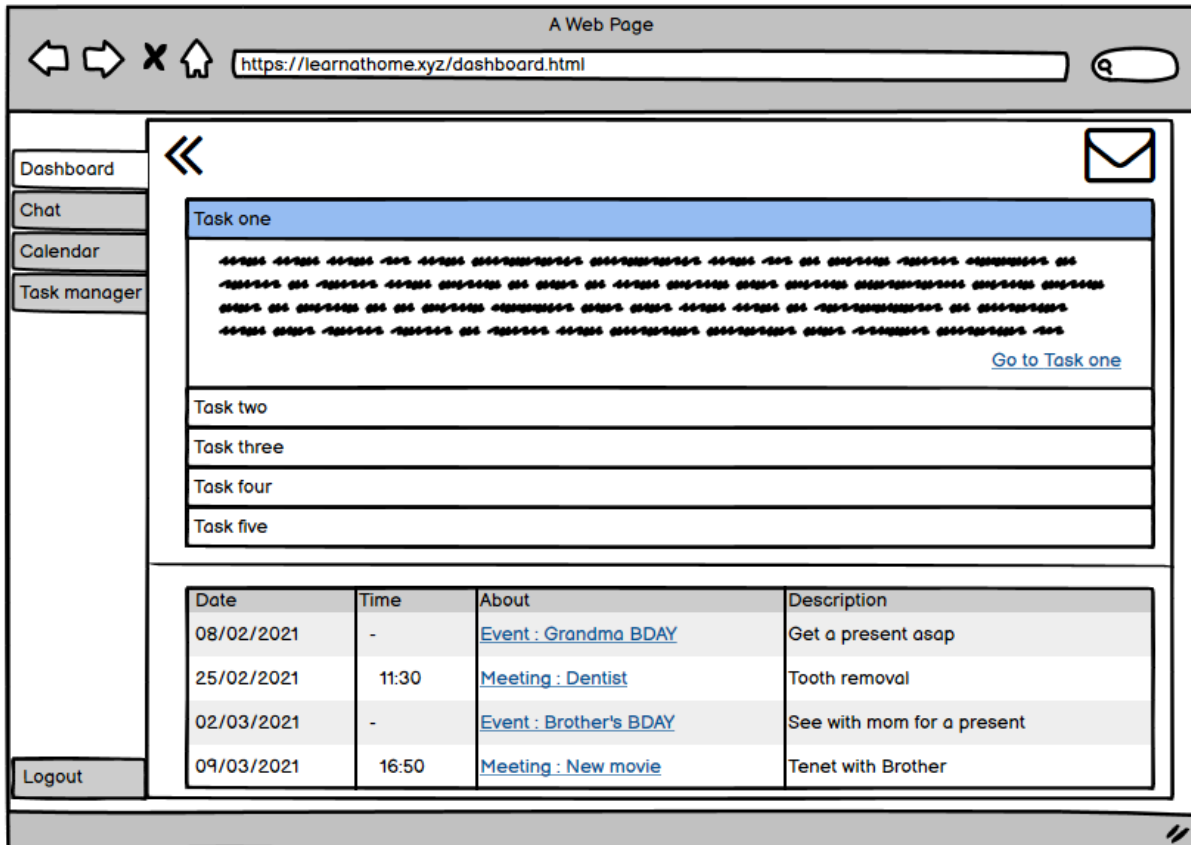 A Web Page
https://learnathome.xyz/dashboard.html
Dashboard
Chat
Calendar
Task manager
Logout
Task one
Go to Task one
Task two
Task three
Task four
Task five
Date Time About Description
08/02/2021 - Event : Grandma BDAY Get a present asap
25/02/2021 11:30 Meeting : Dentist Tooth removal
02/03/2021 - Event : Brother's BDAY See with mom for a present
09/03/2021 16:50 Meeting : New movie Tenet with Brother